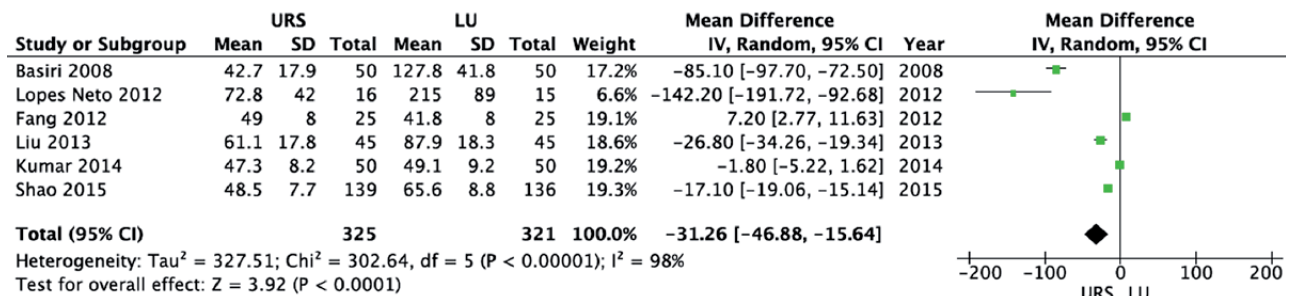 URS LU Mean Difference Mean Difference
Study or Subgroup Mean SD Total Mean SD Total Weight IV, Random, 95% CI Year IV, Random, 95% CI
Basiri 2008 42.7 17.9 50 127.8 41.8 50 17.2% −85.10 [−97.70, −72.50] 2008
Lopes Neto 2012 72.8 42 16 215 89 15 6.6% −142.20 [−191.72, −92.68] 2012
Fang 2012 49 8 25 41.8 8 25 19.1% 7.20 [2.77, 11.63] 2012
Liu 2013 61.1 17.8 45 87.9 18.3 45 18.6% −26.80 [−34.26, −19.34] 2013
Kumar 2014 47.3 8.2 50 49.1 9.2 50 19.2% −1.80 [−5.22, 1.62] 2014
Shao 2015 48.5 7.7 139 65.6 8.8 136 19.3% −17.10 [−19.06, −15.14] 2015
Total (95% CI) 325 321 100.0% −31.26 [−46.88, −15.64]
Heterogeneity: Tau² = 327.51; Chi² = 302.64, df = 5 (P < 0.00001); I² = 98%
Test for overall effect: Z = 3.92 (P < 0.0001)
−200 −100 0 100 200
URS LU